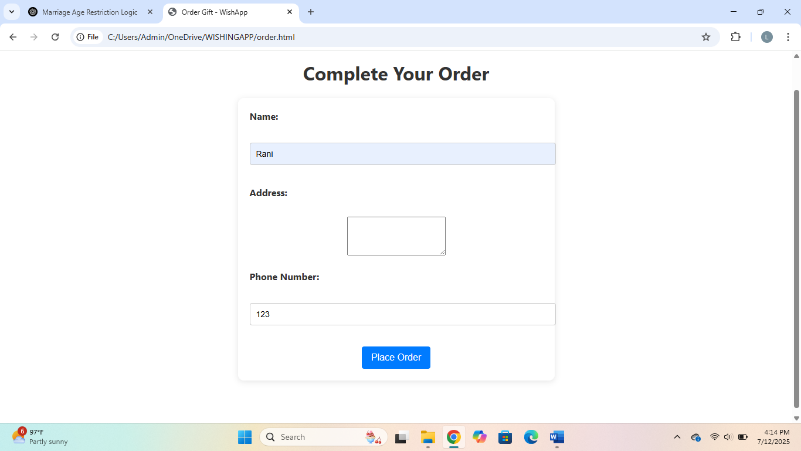 Marriage Age Restriction Logic
Order Gift - WishApp
File
C:/Users/Admin/OneDrive/WISHINGAPP/order.html
L
Complete Your Order
Name:
Rani
Address:
Phone Number:
123
Place Order
6
97°F
Partly sunny
Search
4:14 PM
7/12/2025